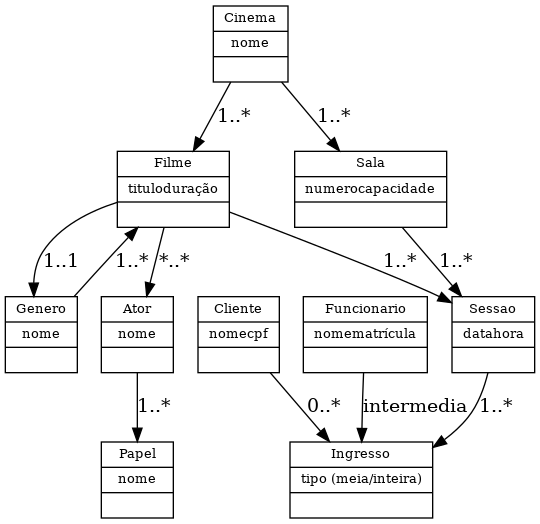 Cinema
nome
1..*
1..*
Filme
tituloduração
Sala
numerocapacidade
1..1
1..*
*..*
1..*
1..*
Genero
nome
Ator
nome
Cliente
nomecpf
Funcionario
nomematrícula
Sessao
datahora
1..*
0..*
intermedia
1..*
Papel
nome
Ingresso
tipo (meia/inteira)